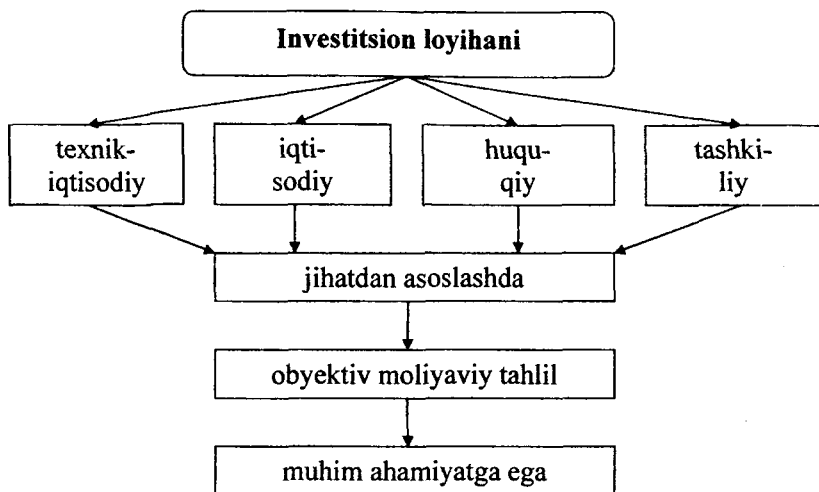 Investitsion loyihani
texnik-
iqtisodiy
iqti-
sodiy
huqu-
qiy
tashki-
liy
jihatdan asoslashda
obyektiv moliyaviy tahlil
muhim ahamiyatga ega